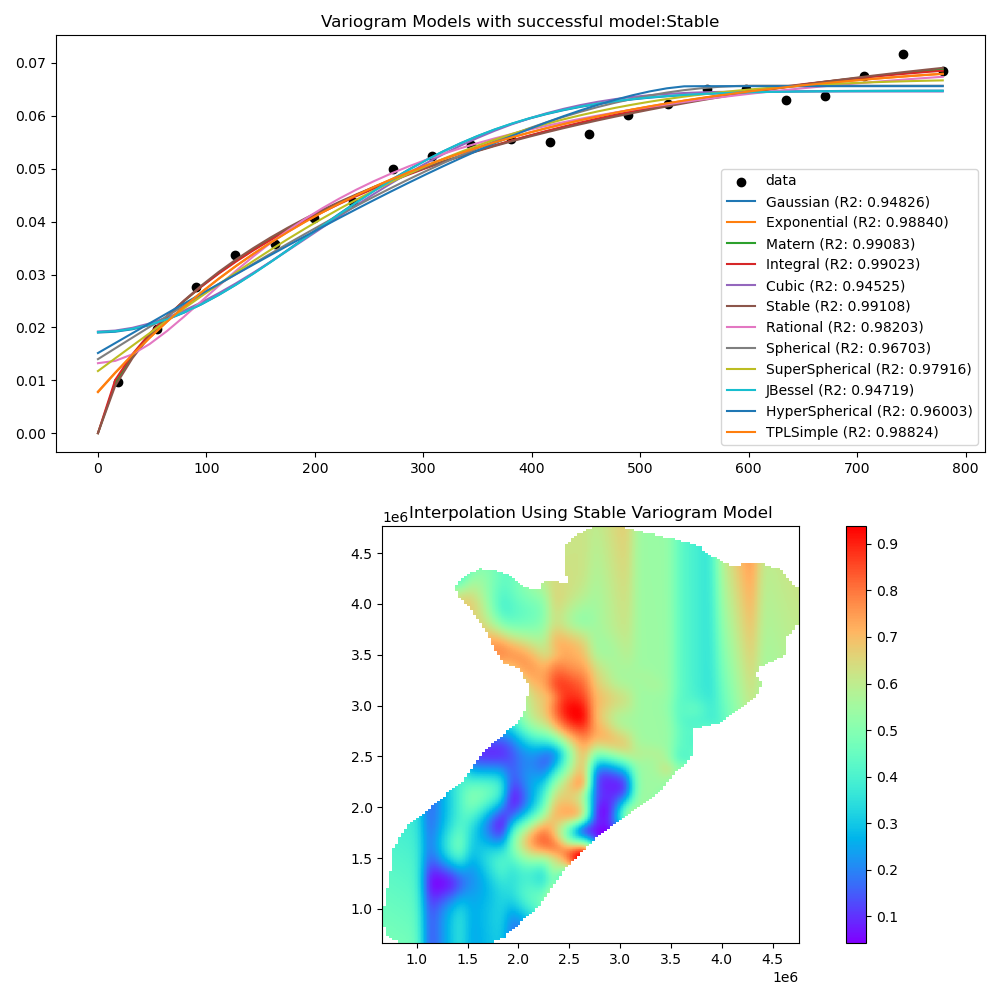 Variogram Models with successful model:Stable
0.07
0.06
0.05
0.04
0.03
0.02
0.01
0.00
data
Gaussian (R2: 0.94826)
Exponential (R2: 0.98840)
Matern (R2: 0.99083)
Integral (R2: 0.99023)
Cubic (R2: 0.94525)
Stable (R2: 0.99108)
Rational (R2: 0.98203)
Spherical (R2: 0.96703)
SuperSpherical (R2: 0.97916)
JBessel (R2: 0.94719)
HyperSpherical (R2: 0.96003)
TPLSimple (R2: 0.98824)
0 100 200 300 400 500 600 700 800
1e6 Interpolation Using Stable Variogram Model
4.5
4.0
3.5
3.0
2.5
2.0
1.5
1.0
1.0 1.5 2.0 2.5 3.0 3.5 4.0 4.5
1e6
0.9
0.8
0.7
0.6
0.5
0.4
0.3
0.2
0.1